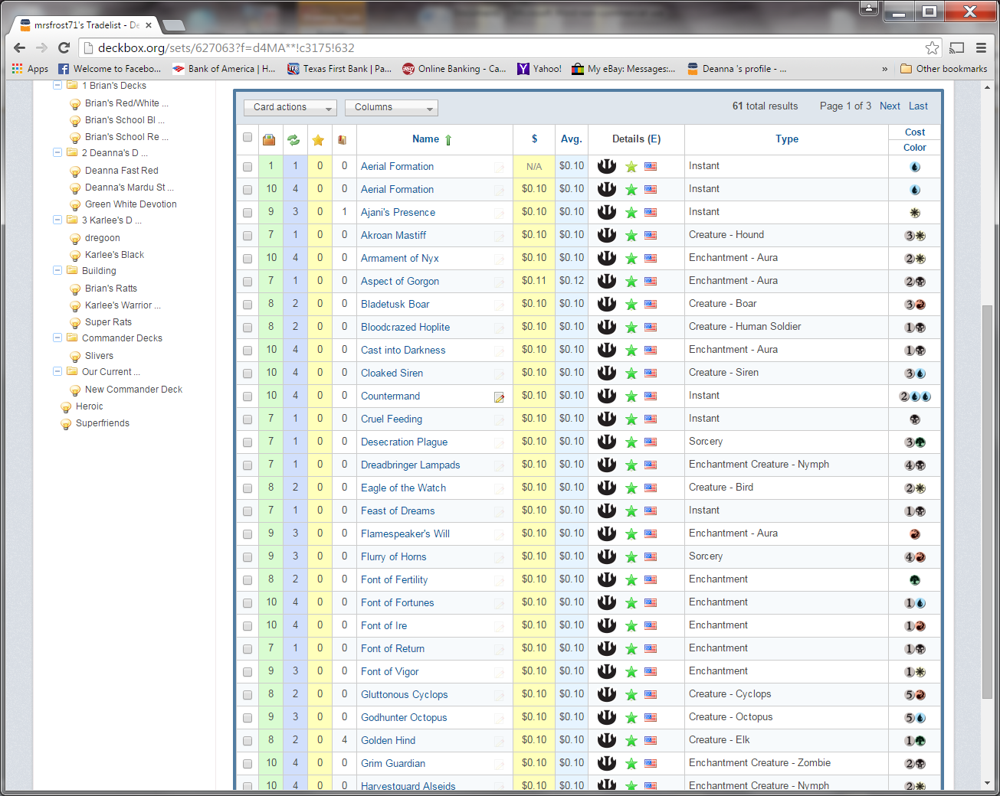 mrsfrost71's Tradelist - De
deckbox.org/sets/627063?f=d4MA**!c3175!632
Apps Welcome to Facebo... Bank of America | H... Texas First Bank | Pa... 360 Online Banking - Ca... Yahoo! My eBay: Messages:... Deanna 's profile - ... » Other bookmarks
1 Brian's Decks
Brian's Red/White ...
Brian's School Bl ...
Brian's School Re ...
2 Deanna's D ...
Deanna Fast Red
Deanna's Mardu St ...
Green White Devotion
3 Karlee's D ...
dregoon
Karlee's Black
Building
Brian's Ratts
Karlee's Warrior ...
Super Rats
Commander Decks
Slivers
Our Current ...
New Commander Deck
Heroic
Superfriends
Card actions Columns 61 total results Page 1 of 3 Next Last
Name $ Avg. Details (E) Type Cost
Color
1 1 0 0 Aerial Formation N/A $0.10 Instant
10 4 0 0 Aerial Formation $0.10 $0.10 Instant
9 3 0 1 Ajani's Presence $0.10 $0.10 Instant
7 1 0 0 Akroan Mastiff $0.10 $0.10 Creature - Hound 3
10 4 0 0 Armament of Nyx $0.10 $0.10 Enchantment - Aura 2
7 1 0 0 Aspect of Gorgon $0.11 $0.12 Enchantment - Aura 2
8 2 0 0 Bladetusk Boar $0.10 $0.10 Creature - Boar 3
8 2 0 0 Bloodcrazed Hoplite $0.10 $0.10 Creature - Human Soldier 1
10 4 0 0 Cast into Darkness $0.10 $0.10 Enchantment - Aura 1
10 4 0 0 Cloaked Siren $0.10 $0.10 Creature - Siren 3
10 4 0 0 Countermand $0.10 $0.10 Instant 2
7 1 0 0 Cruel Feeding $0.10 $0.10 Instant
7 1 0 0 Desecration Plague $0.10 $0.10 Sorcery 3
7 1 0 0 Dreadbringer Lampads $0.10 $0.10 Enchantment Creature - Nymph 4
8 2 0 0 Eagle of the Watch $0.10 $0.10 Creature - Bird 2
7 1 0 0 Feast of Dreams $0.10 $0.10 Instant 1
9 3 0 0 Flamespeaker's Will $0.10 $0.10 Enchantment - Aura
9 3 0 0 Flurry of Horns $0.10 $0.10 Sorcery 4
8 2 0 0 Font of Fertility $0.10 $0.10 Enchantment
10 4 0 0 Font of Fortunes $0.10 $0.10 Enchantment 1
10 4 0 0 Font of Ire $0.10 $0.10 Enchantment 1
7 1 0 0 Font of Return $0.10 $0.10 Enchantment 1
9 3 0 0 Font of Vigor $0.10 $0.10 Enchantment 1
8 2 0 0 Gluttonous Cyclops $0.10 $0.10 Creature - Cyclops 5
9 3 0 0 Godhunter Octopus $0.10 $0.10 Creature - Octopus 5
8 2 0 4 Golden Hind $0.10 $0.10 Creature - Elk 1
10 4 0 0 Grim Guardian $0.10 $0.10 Enchantment Creature - Zombie 2
10 4 0 0 Harvestguard Alseids $0.10 $0.10 Enchantment Creature - Nymph 2